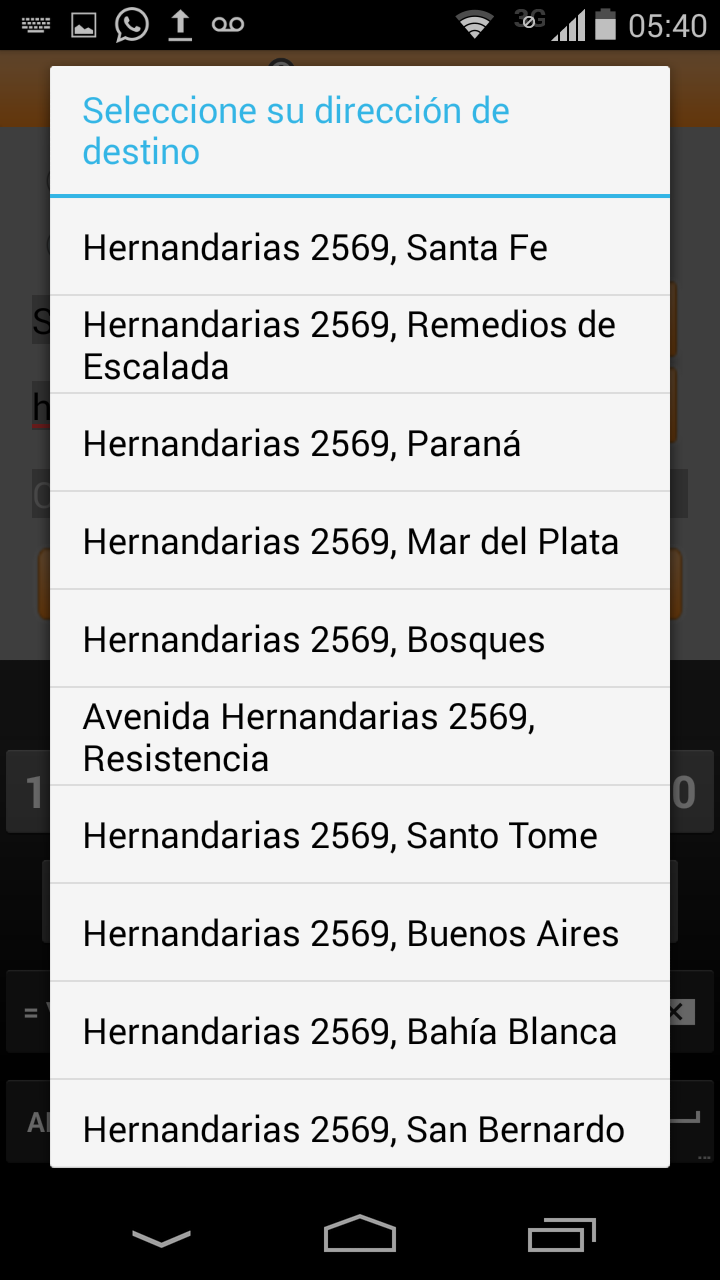 3G 05:40
Seleccione su dirección de
destino
Hernandarias 2569, Santa Fe
Hernandarias 2569, Remedios de
Escalada
Hernandarias 2569, Paraná
Hernandarias 2569, Mar del Plata
Hernandarias 2569, Bosques
Avenida Hernandarias 2569,
Resistencia
Hernandarias 2569, Santo Tome
Hernandarias 2569, Buenos Aires
Hernandarias 2569, Bahía Blanca
Hernandarias 2569, San Bernardo